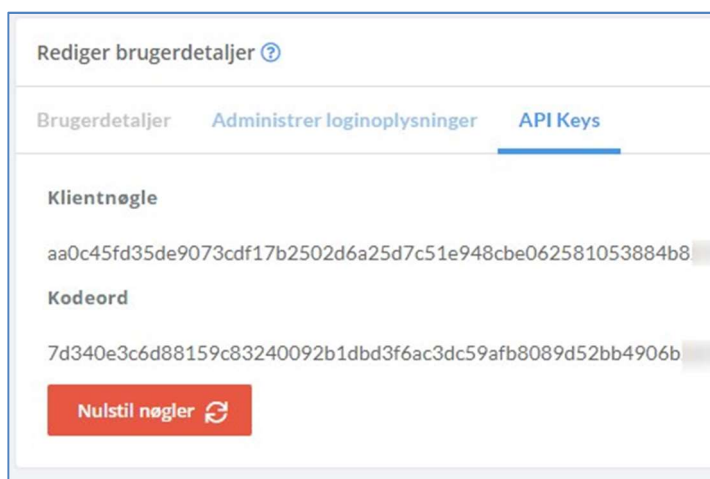 Rediger brugerdetaljer ?
Brugerdetaljer Administrer loginoplysninger API Keys
Klientnøgle
aa0c45fd35de9073cdf17b2502d6a25d7c51e948cbe062581053884b8
Kodeord
7d340e3c6d88159c83240092b1dbd3f6ac3dc59afb8089d52bb4906b
Nulstil nøgler